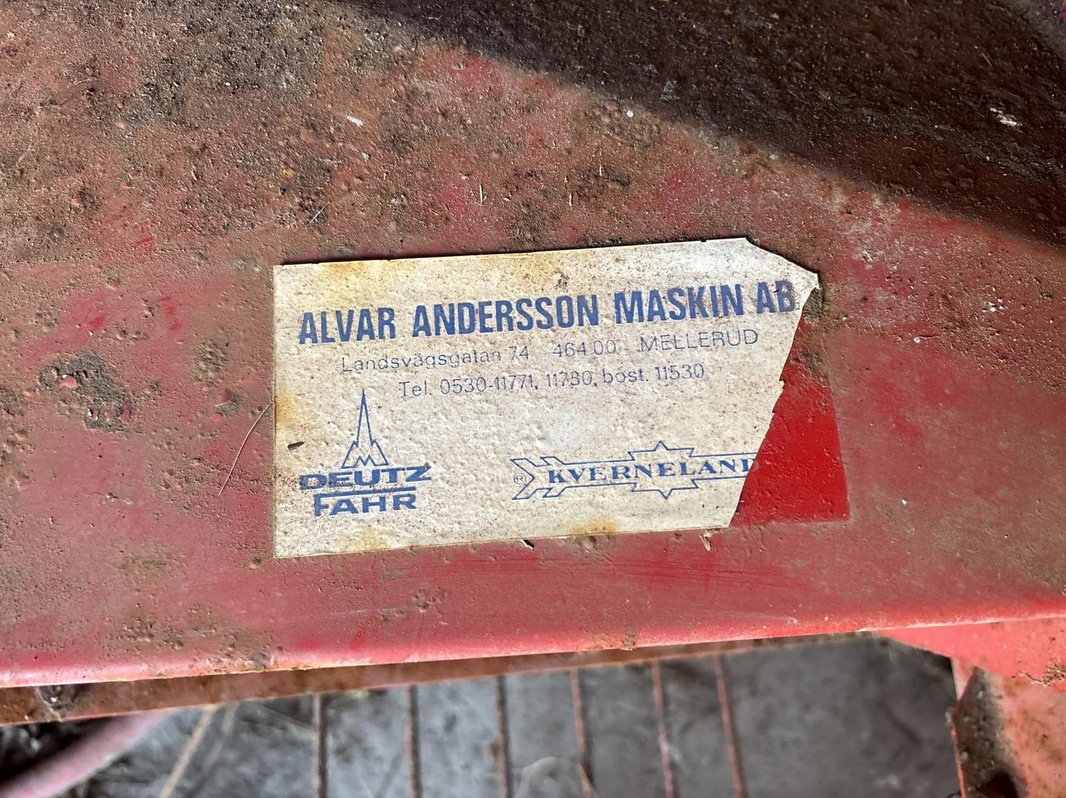 ALVAR ANDERSSON MASKIN AB
Landsvägsgatan 74 464 00 MELLERUD
Tel. 0530-11771, 11780, bost. 11530
DEUTZ
FAHR
® KVERNELAND